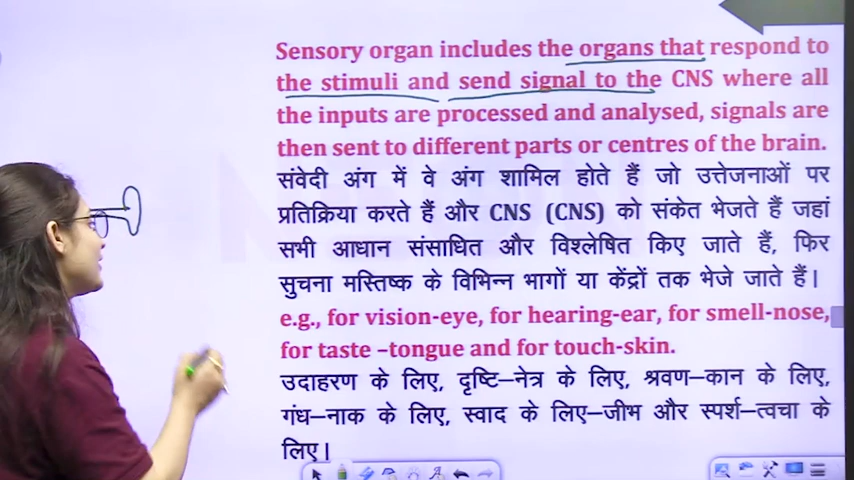 Sensory organ includes the organs that respond to
the stimuli and send signal to the CNS where all
the inputs are processed and analysed, signals are
then sent to different parts or centres of the brain.
संवेदी अंग में वे अंग शामिल होते हैं जो उत्तेजनाओं पर
प्रतिक्रिया करते हैं और CNS (CNS) को संकेत भेजते हैं जहां
सभी आधान संसाधित और विश्लेषित किए जाते हैं, फिर
सुचना मस्तिष्क के विभिन्न भागों या केंद्रों तक भेजे जाते हैं।
e.g., for vision-eye, for hearing-ear, for smell-nose,
for taste –tongue and for touch-skin.
उदाहरण के लिए, दृष्टि–नेत्र के लिए, श्रवण–कान के लिए,
गंध–नाक के लिए, स्वाद के लिए–जीभ और स्पर्श–त्वचा के
लिए।